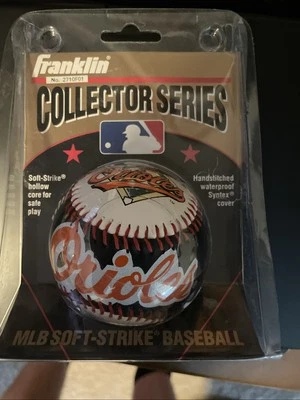 Franklin®
No. 2710F01
COLLECTOR SERIES
Soft-Strike®
hollow
core for
safe
play
Handstitched
waterproof
Syntex®
cover
Orioles
Orioles
MLB SOFT-STRIKE® BASEBALL